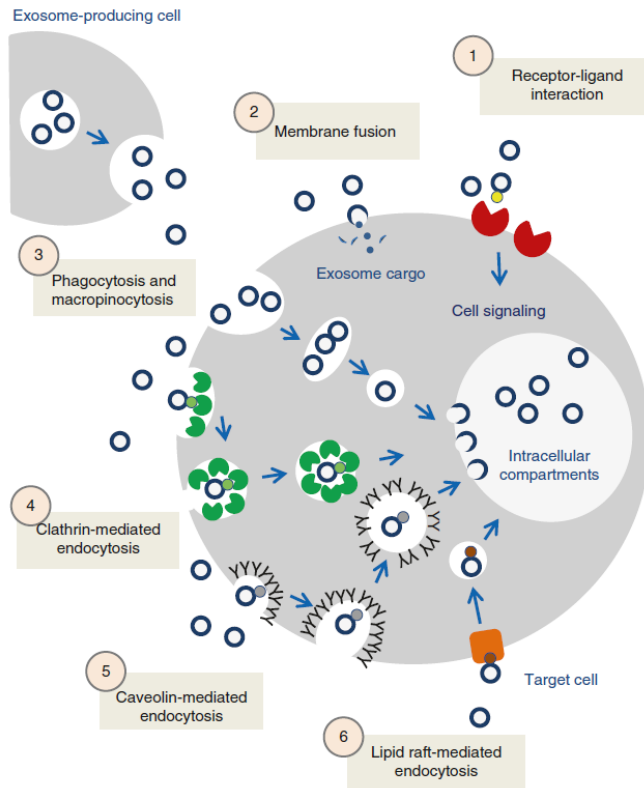 Exosome-producing cell
1
Receptor-ligand
interaction
2
Membrane fusion
3
Phagocytosis and
macropinocytosis
Exosome cargo
Cell signaling
Intracellular
compartments
4
Clathrin-mediated
endocytosis
5
Caveolin-mediated
endocytosis
Target cell
6
Lipid raft-mediated
endocytosis